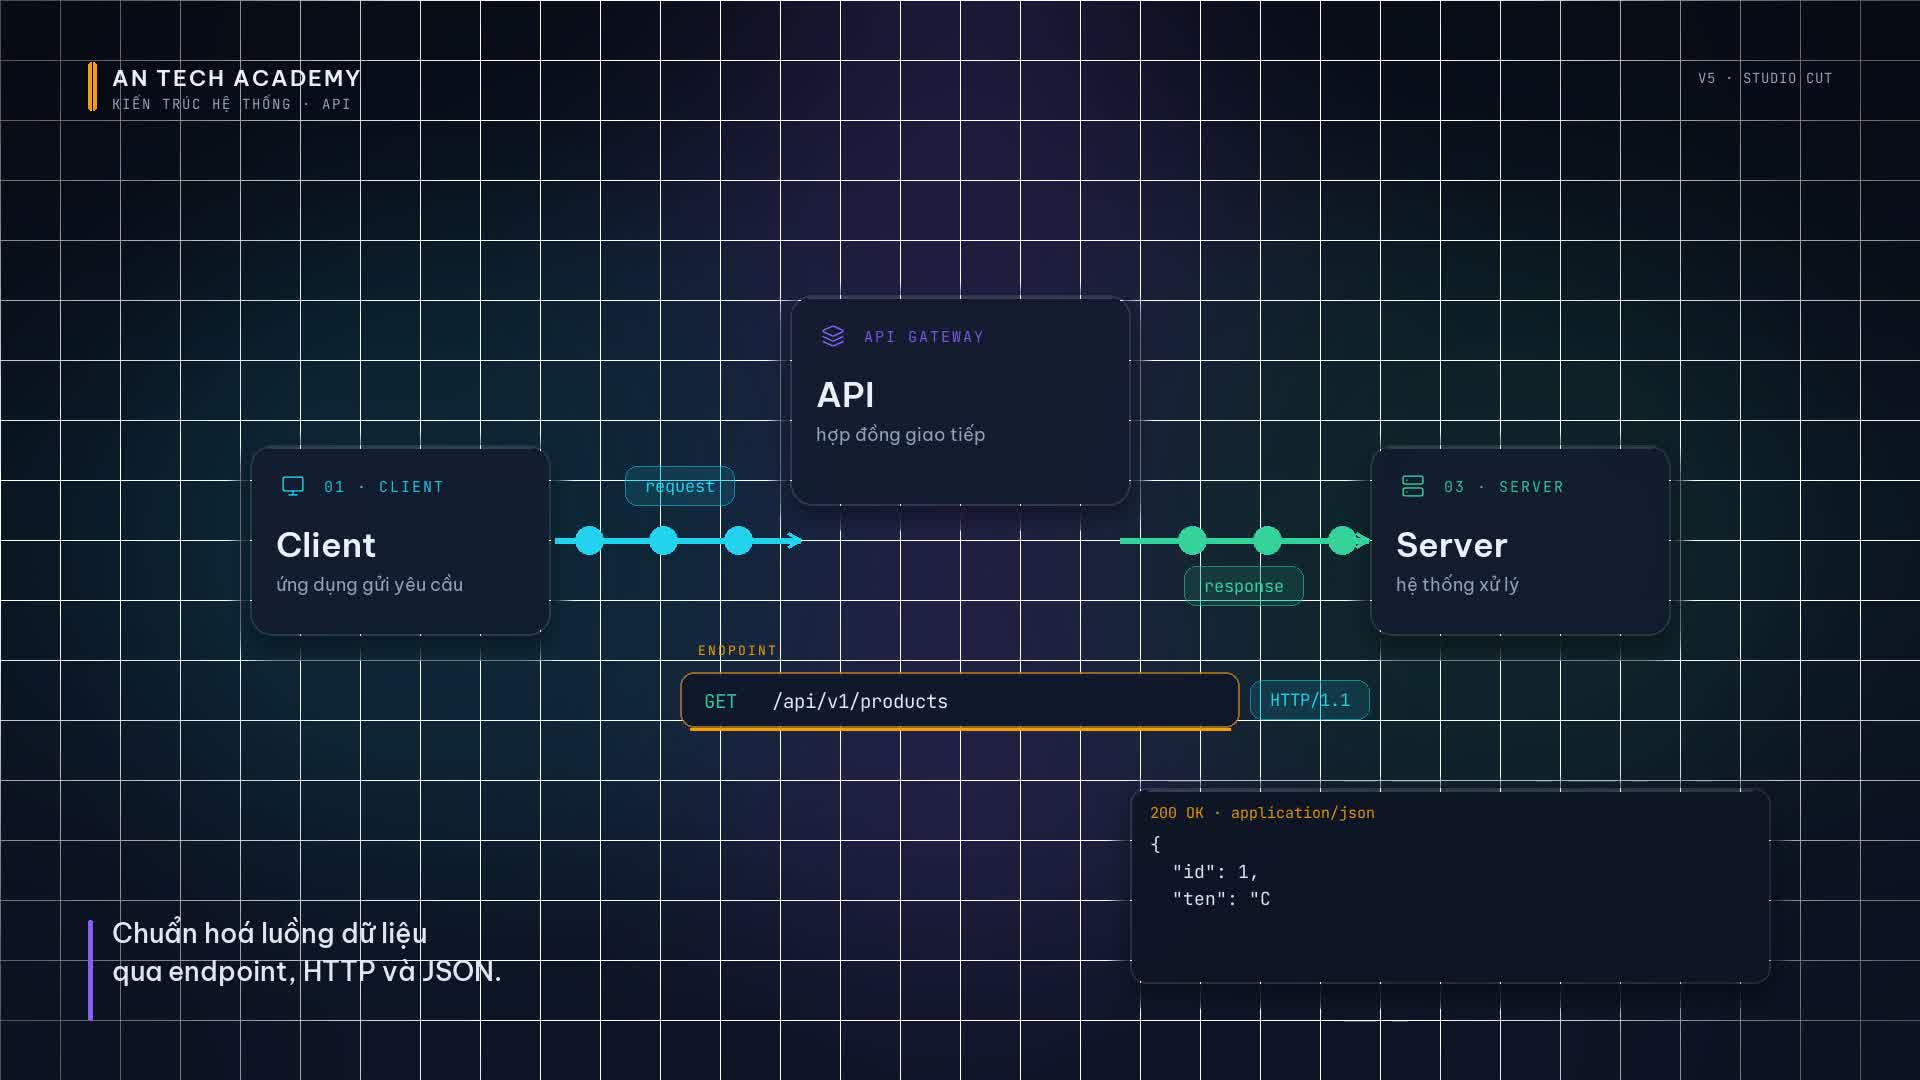 AN TECH ACADEMY
KIẾN TRÚC HỆ THỐNG · API
V5 · STUDIO CUT
API GATEWAY
API
hợp đồng giao tiếp
01 · CLIENT
Client
ứng dụng gửi yêu cầu
request
response
03 · SERVER
Server
hệ thống xử lý
ENDPOINT
GET /api/v1/products
HTTP/1.1
200 OK · application/json
{
"id": 1,
"ten": "C
Chuẩn hoá luồng dữ liệu
qua endpoint, HTTP và JSON.